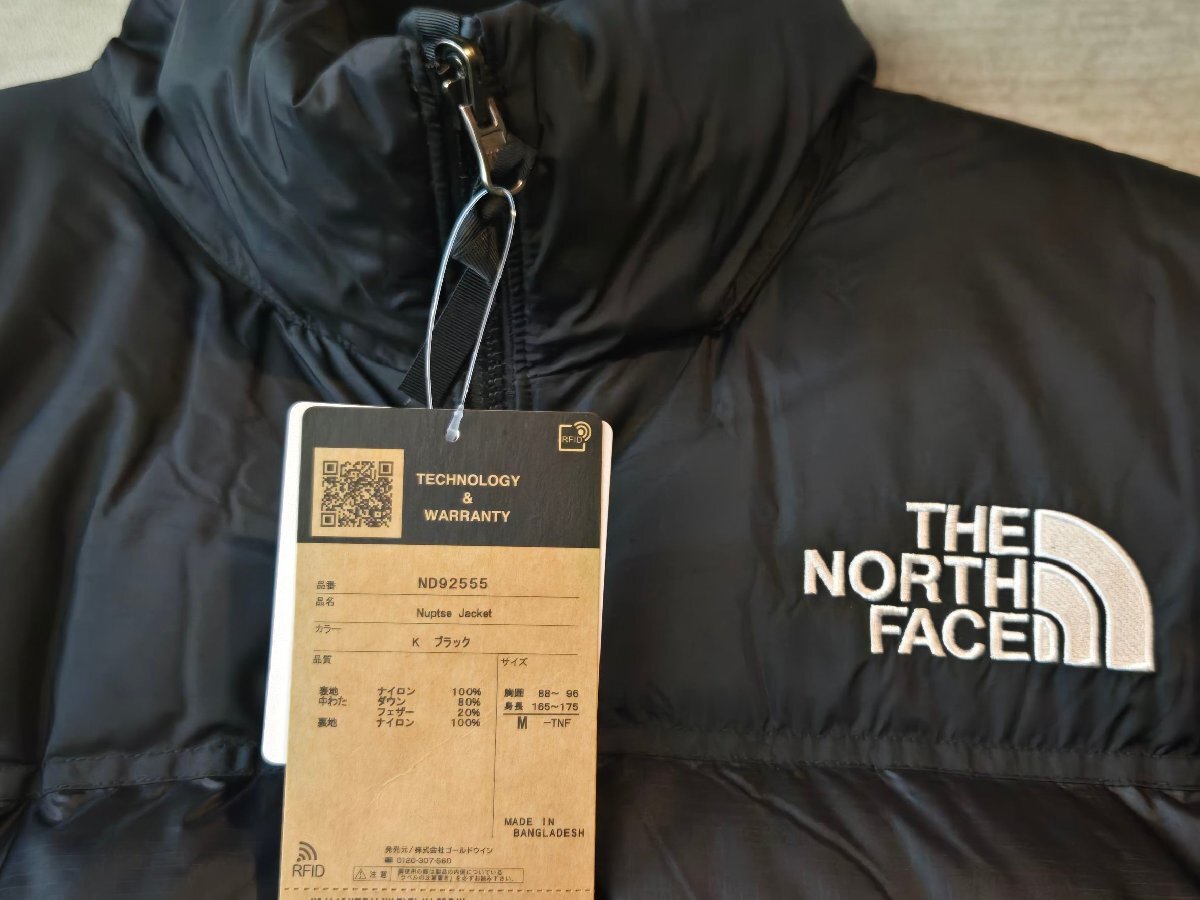 RFID
TECHNOLOGY
&
WARRANTY
品番 ND92555
品名
Nuptse Jacket
カラー
K ブラック
品質
表地 ナイロン 100%
中わた ダウン 80%
フェザー 20%
裏地 ナイロン 100%
サイズ
胸囲 88～ 96
身長 165～175
M -TNF
MADE IN
BANGLADESH
RFID
発売元/株式会社ゴールドウイン
☎ 0120-307-560
注意
THE
NORTH
FACE